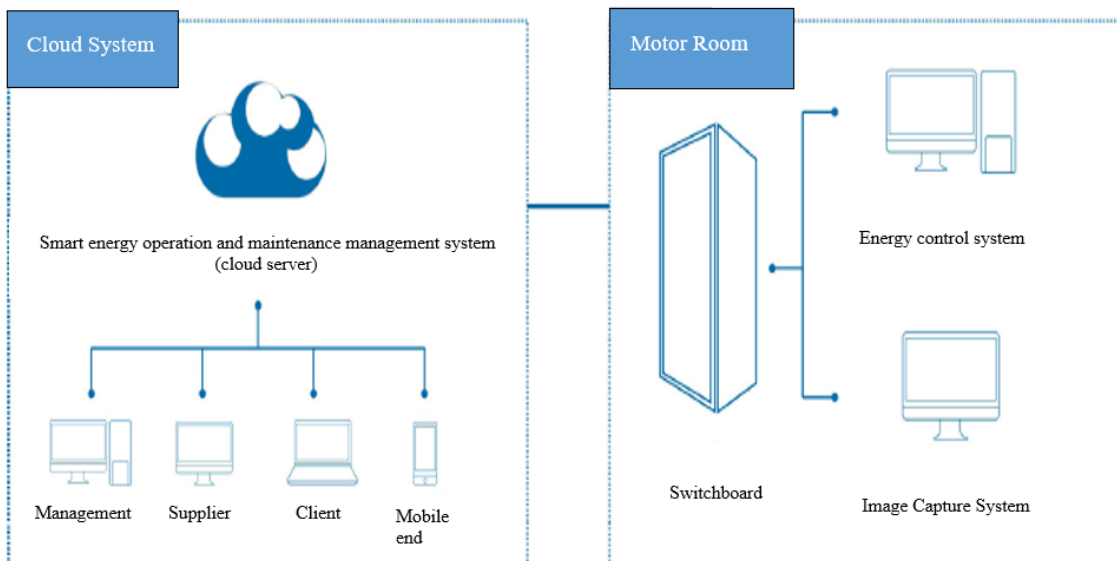 Cloud System
Smart energy operation and maintenance management system
(cloud server)
Management
Supplier
Client
Mobile
end
Motor Room
Energy control system
Switchboard
Image Capture System